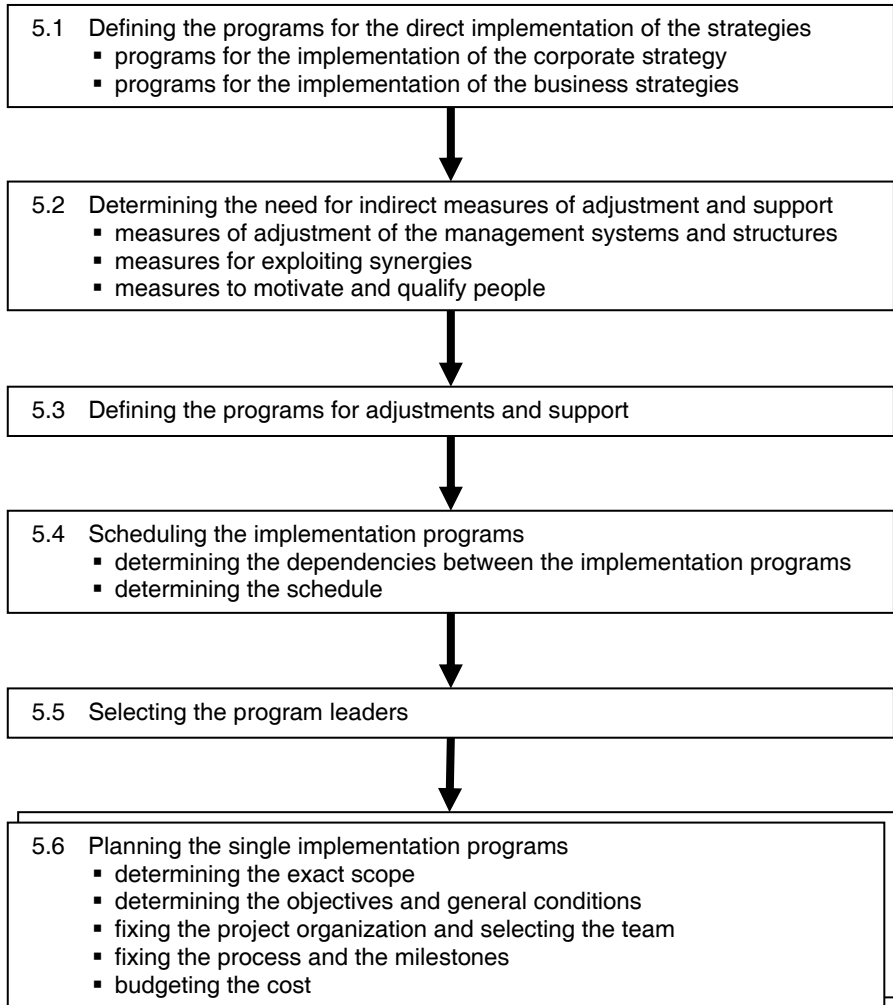 5.1 Defining the programs for the direct implementation of the strategies
▪ programs for the implementation of the corporate strategy
▪ programs for the implementation of the business strategies
5.2 Determining the need for indirect measures of adjustment and support
▪ measures of adjustment of the management systems and structures
▪ measures for exploiting synergies
▪ measures to motivate and qualify people
5.3 Defining the programs for adjustments and support
5.4 Scheduling the implementation programs
▪ determining the dependencies between the implementation programs
▪ determining the schedule
5.5 Selecting the program leaders
5.6 Planning the single implementation programs
▪ determining the exact scope
▪ determining the objectives and general conditions
▪ fixing the project organization and selecting the team
▪ fixing the process and the milestones
▪ budgeting the cost